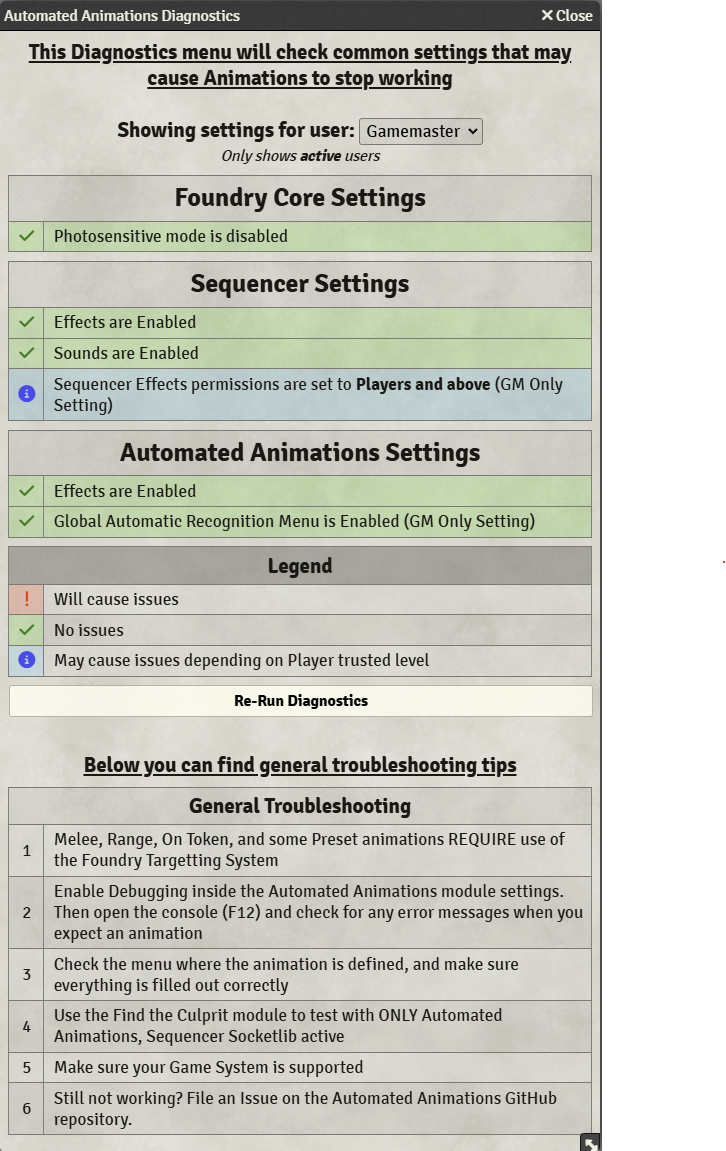 Automated Animations Diagnostics
Close
This Diagnostics menu will check common settings that may
cause Animations to stop working
Showing settings for user: Gamemaster
Only shows active users
Foundry Core Settings
Photosensitive mode is disabled
Sequencer Settings
Effects are Enabled
Sounds are Enabled
Sequencer Effects permissions are set to Players and above (GM Only
Setting)
Automated Animations Settings
Effects are Enabled
Global Automatic Recognition Menu is Enabled (GM Only Setting)
Legend
! Will cause issues
No issues
i May cause issues depending on Player trusted level
Re-Run Diagnostics
Below you can find general troubleshooting tips
General Troubleshooting
1 Melee, Range, On Token, and some Preset animations REQUIRE use of
the Foundry Targetting System
2 Enable Debugging inside the Automated Animations module settings.
Then open the console (F12) and check for any error messages when you
expect an animation
3 Check the menu where the animation is defined, and make sure
everything is filled out correctly
4 Use the Find the Culprit module to test with ONLY Automated
Animations, Sequencer Socketlib active
5 Make sure your Game System is supported
6 Still not working? File an Issue on the Automated Animations GitHub
repository.